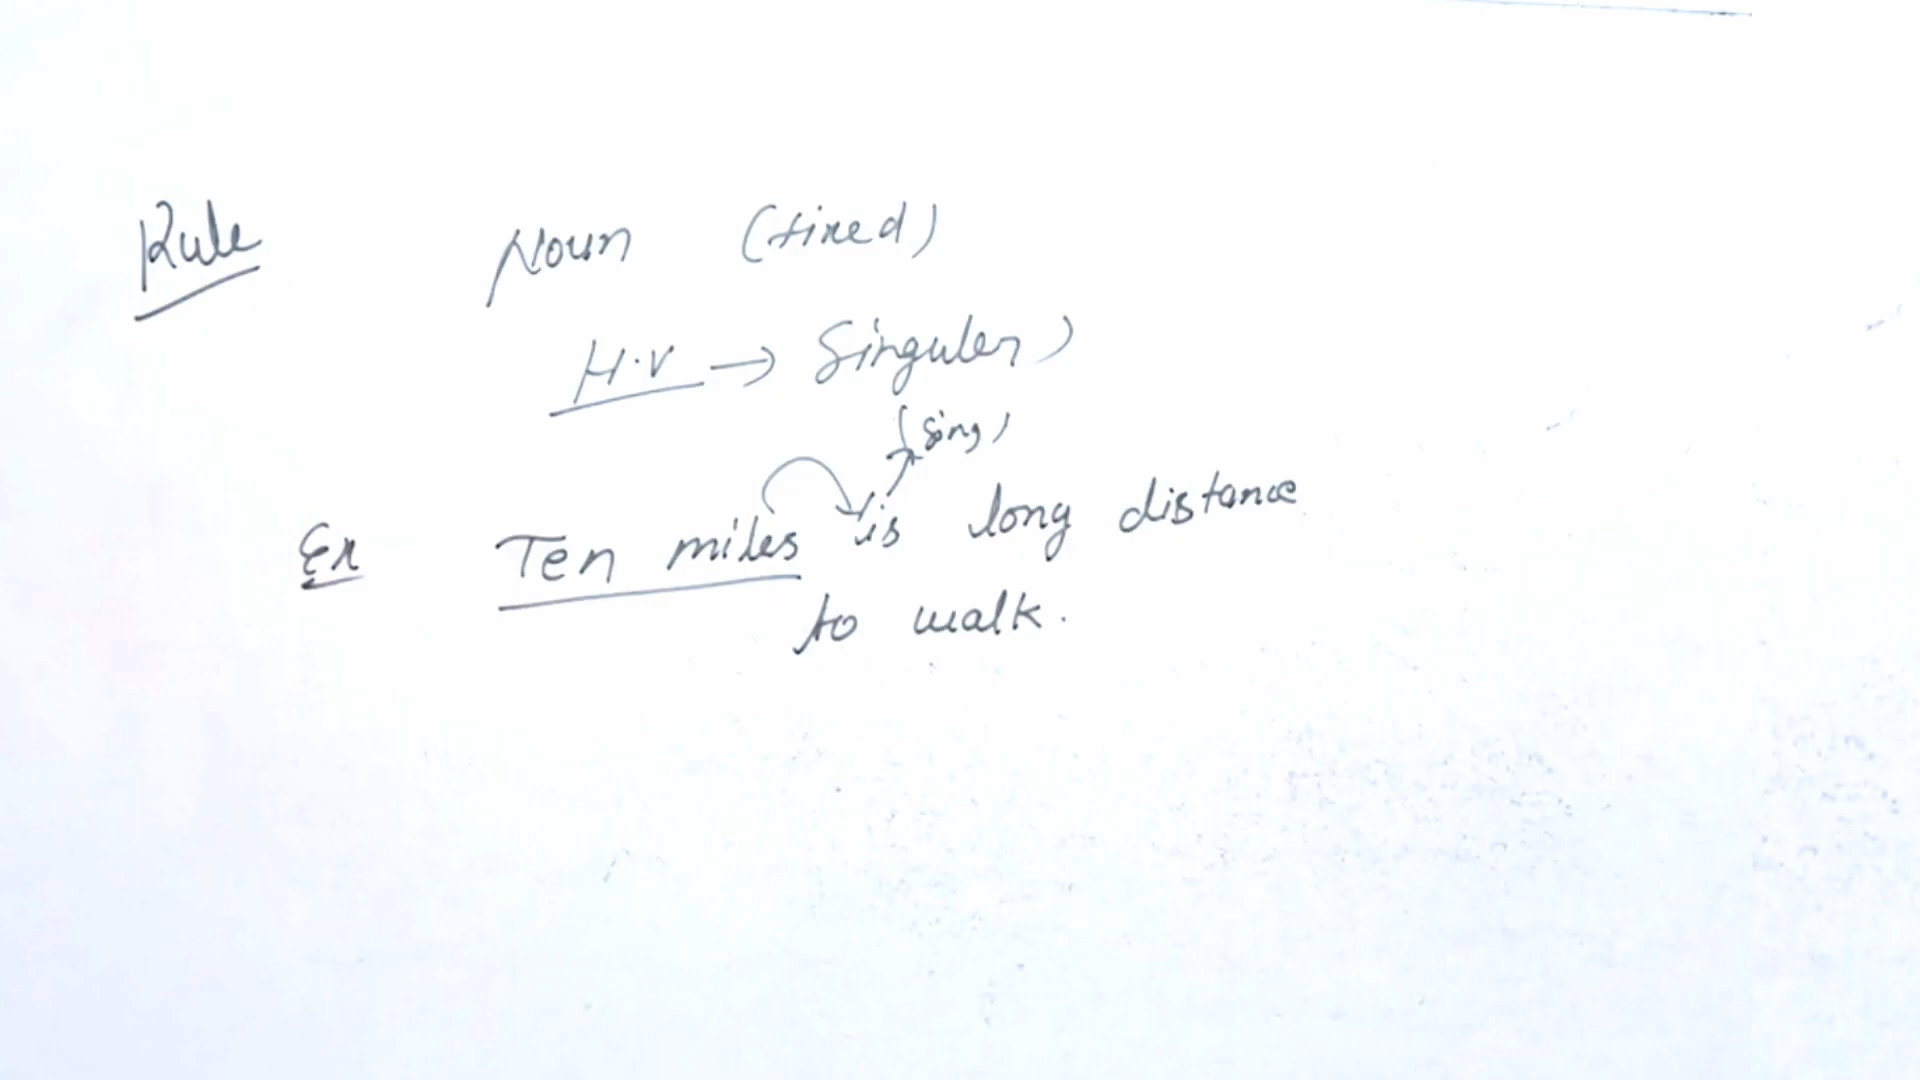 Rule Noun (fixed)
H.V → Singular)
(Sing)
Ex Ten miles is long distance
to walk.